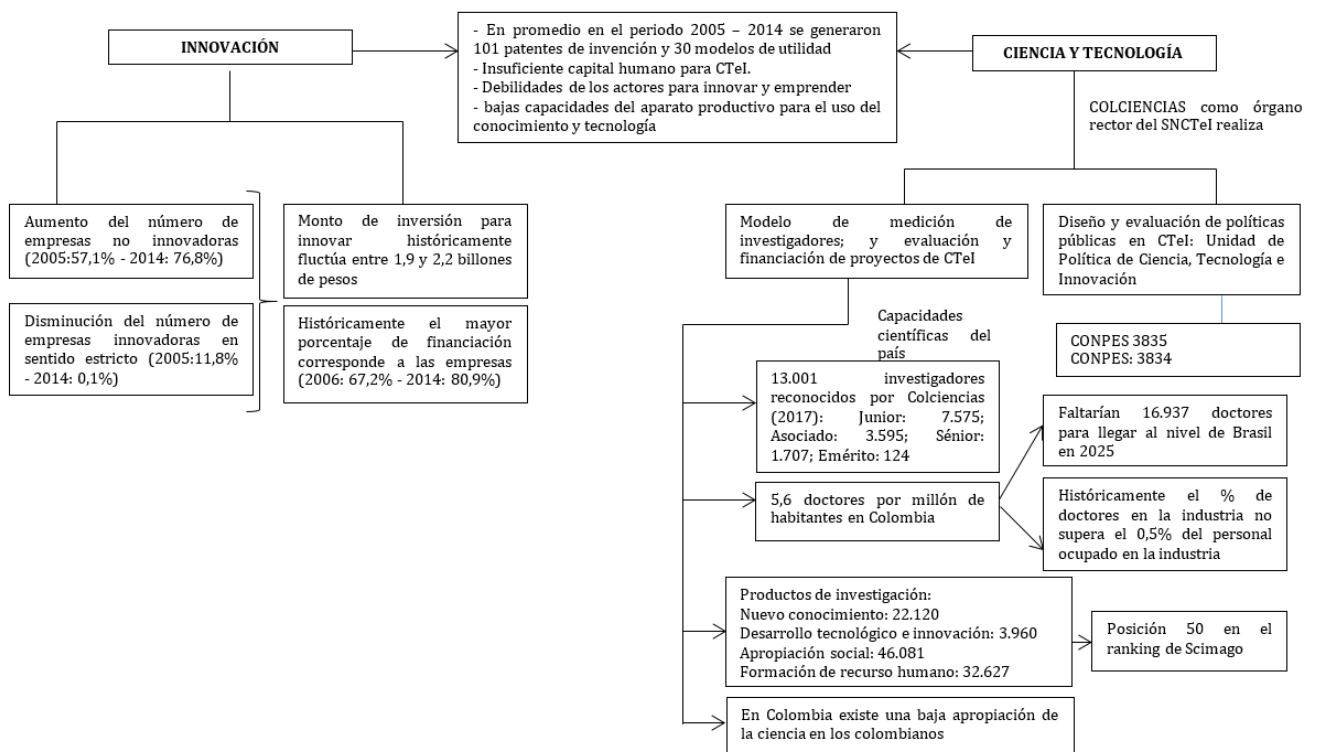 INNOVACIÓN
- En promedio en el periodo 2005 – 2014 se generaron
101 patentes de invención y 30 modelos de utilidad
- Insuficiente capital humano para CTeI.
- Debilidades de los actores para innovar y emprender
- bajas capacidades del aparato productivo para el uso del
conocimiento y tecnología
CIENCIA Y TECNOLOGÍA
COLCIENCIAS como órgano
rector del SNCTeI realiza
Aumento del número de
empresas no innovadoras
(2005:57,1% - 2014: 76,8%)
Disminución del número de
empresas innovadoras en
sentido estricto (2005:11,8%
- 2014: 0,1%)
Monto de inversión para
innovar históricamente
fluctúa entre 1,9 y 2,2 billones
de pesos
Históricamente el mayor
porcentaje de financiación
corresponde a las empresas
(2006: 67,2% - 2014: 80,9%)
Modelo de medición de
investigadores; y evaluación y
financiación de proyectos de CTeI
Diseño y evaluación de políticas
públicas en CTeI: Unidad de
Política de Ciencia, Tecnología e
Innovación
CONPES 3835
CONPES: 3834
Capacidades
científicas del
país
13.001 investigadores
reconocidos por Colciencias
(2017): Junior: 7.575;
Asociado: 3.595; Sénior:
1.707; Emérito: 124
5,6 doctores por millón de
habitantes en Colombia
Faltarían 16.937 doctores
para llegar al nivel de Brasil
en 2025
Históricamente el % de
doctores en la industria no
supera el 0,5% del personal
ocupado en la industria
Productos de investigación:
Nuevo conocimiento: 22.120
Desarrollo tecnológico e innovación: 3.960
Apropiación social: 46.081
Formación de recurso humano: 32.627
Posición 50 en el
ranking de Scimago
En Colombia existe una baja apropiación de
la ciencia en los colombianos